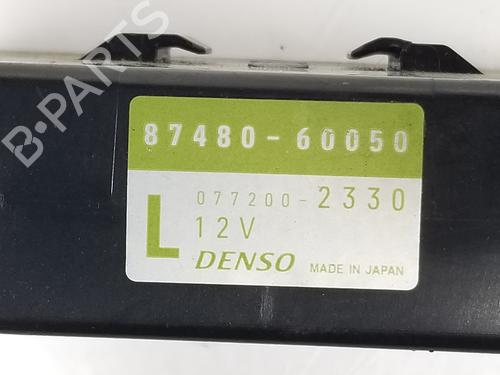 B-PARTS
87480-60050
077200-2330
L 12V
DENSO MADE IN JAPAN